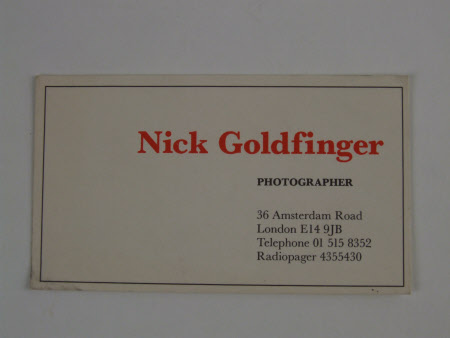 Nick Goldfinger
PHOTOGRAPHER
36 Amsterdam Road
London E14 9JB
Telephone 01 515 8352
Radiopager 4355430